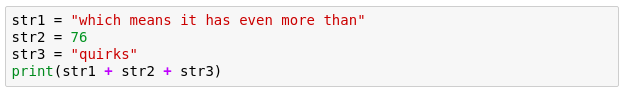 str1 = "which means it has even more than"
str2 = 76
str3 = "quirks"
print(str1 + str2 + str3)